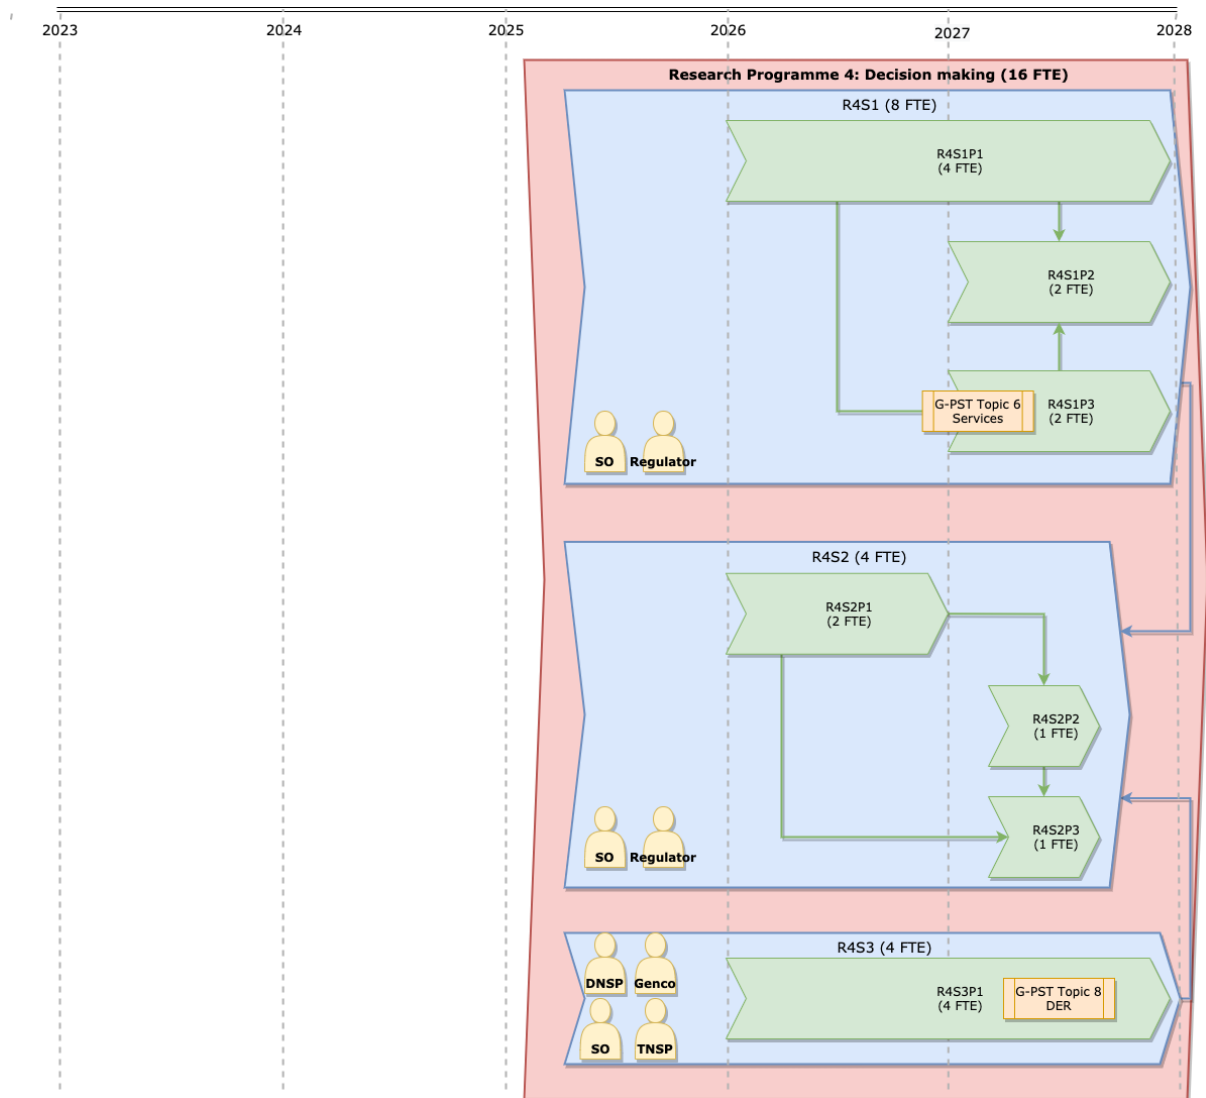 2023
2024
2025
2026
2027
2028
Research Programme 4: Decision making (16 FTE)
R4S1 (8 FTE)
R4S1P1
(4 FTE)
R4S1P2
(2 FTE)
G-PST Topic 6
Services
R4S1P3
(2 FTE)
SO
Regulator
R4S2 (4 FTE)
R4S2P1
(2 FTE)
R4S2P2
(1 FTE)
R4S2P3
(1 FTE)
SO
Regulator
R4S3 (4 FTE)
DNSP
Genco
R4S3P1
(4 FTE)
G-PST Topic 8
DER
SO
TNSP